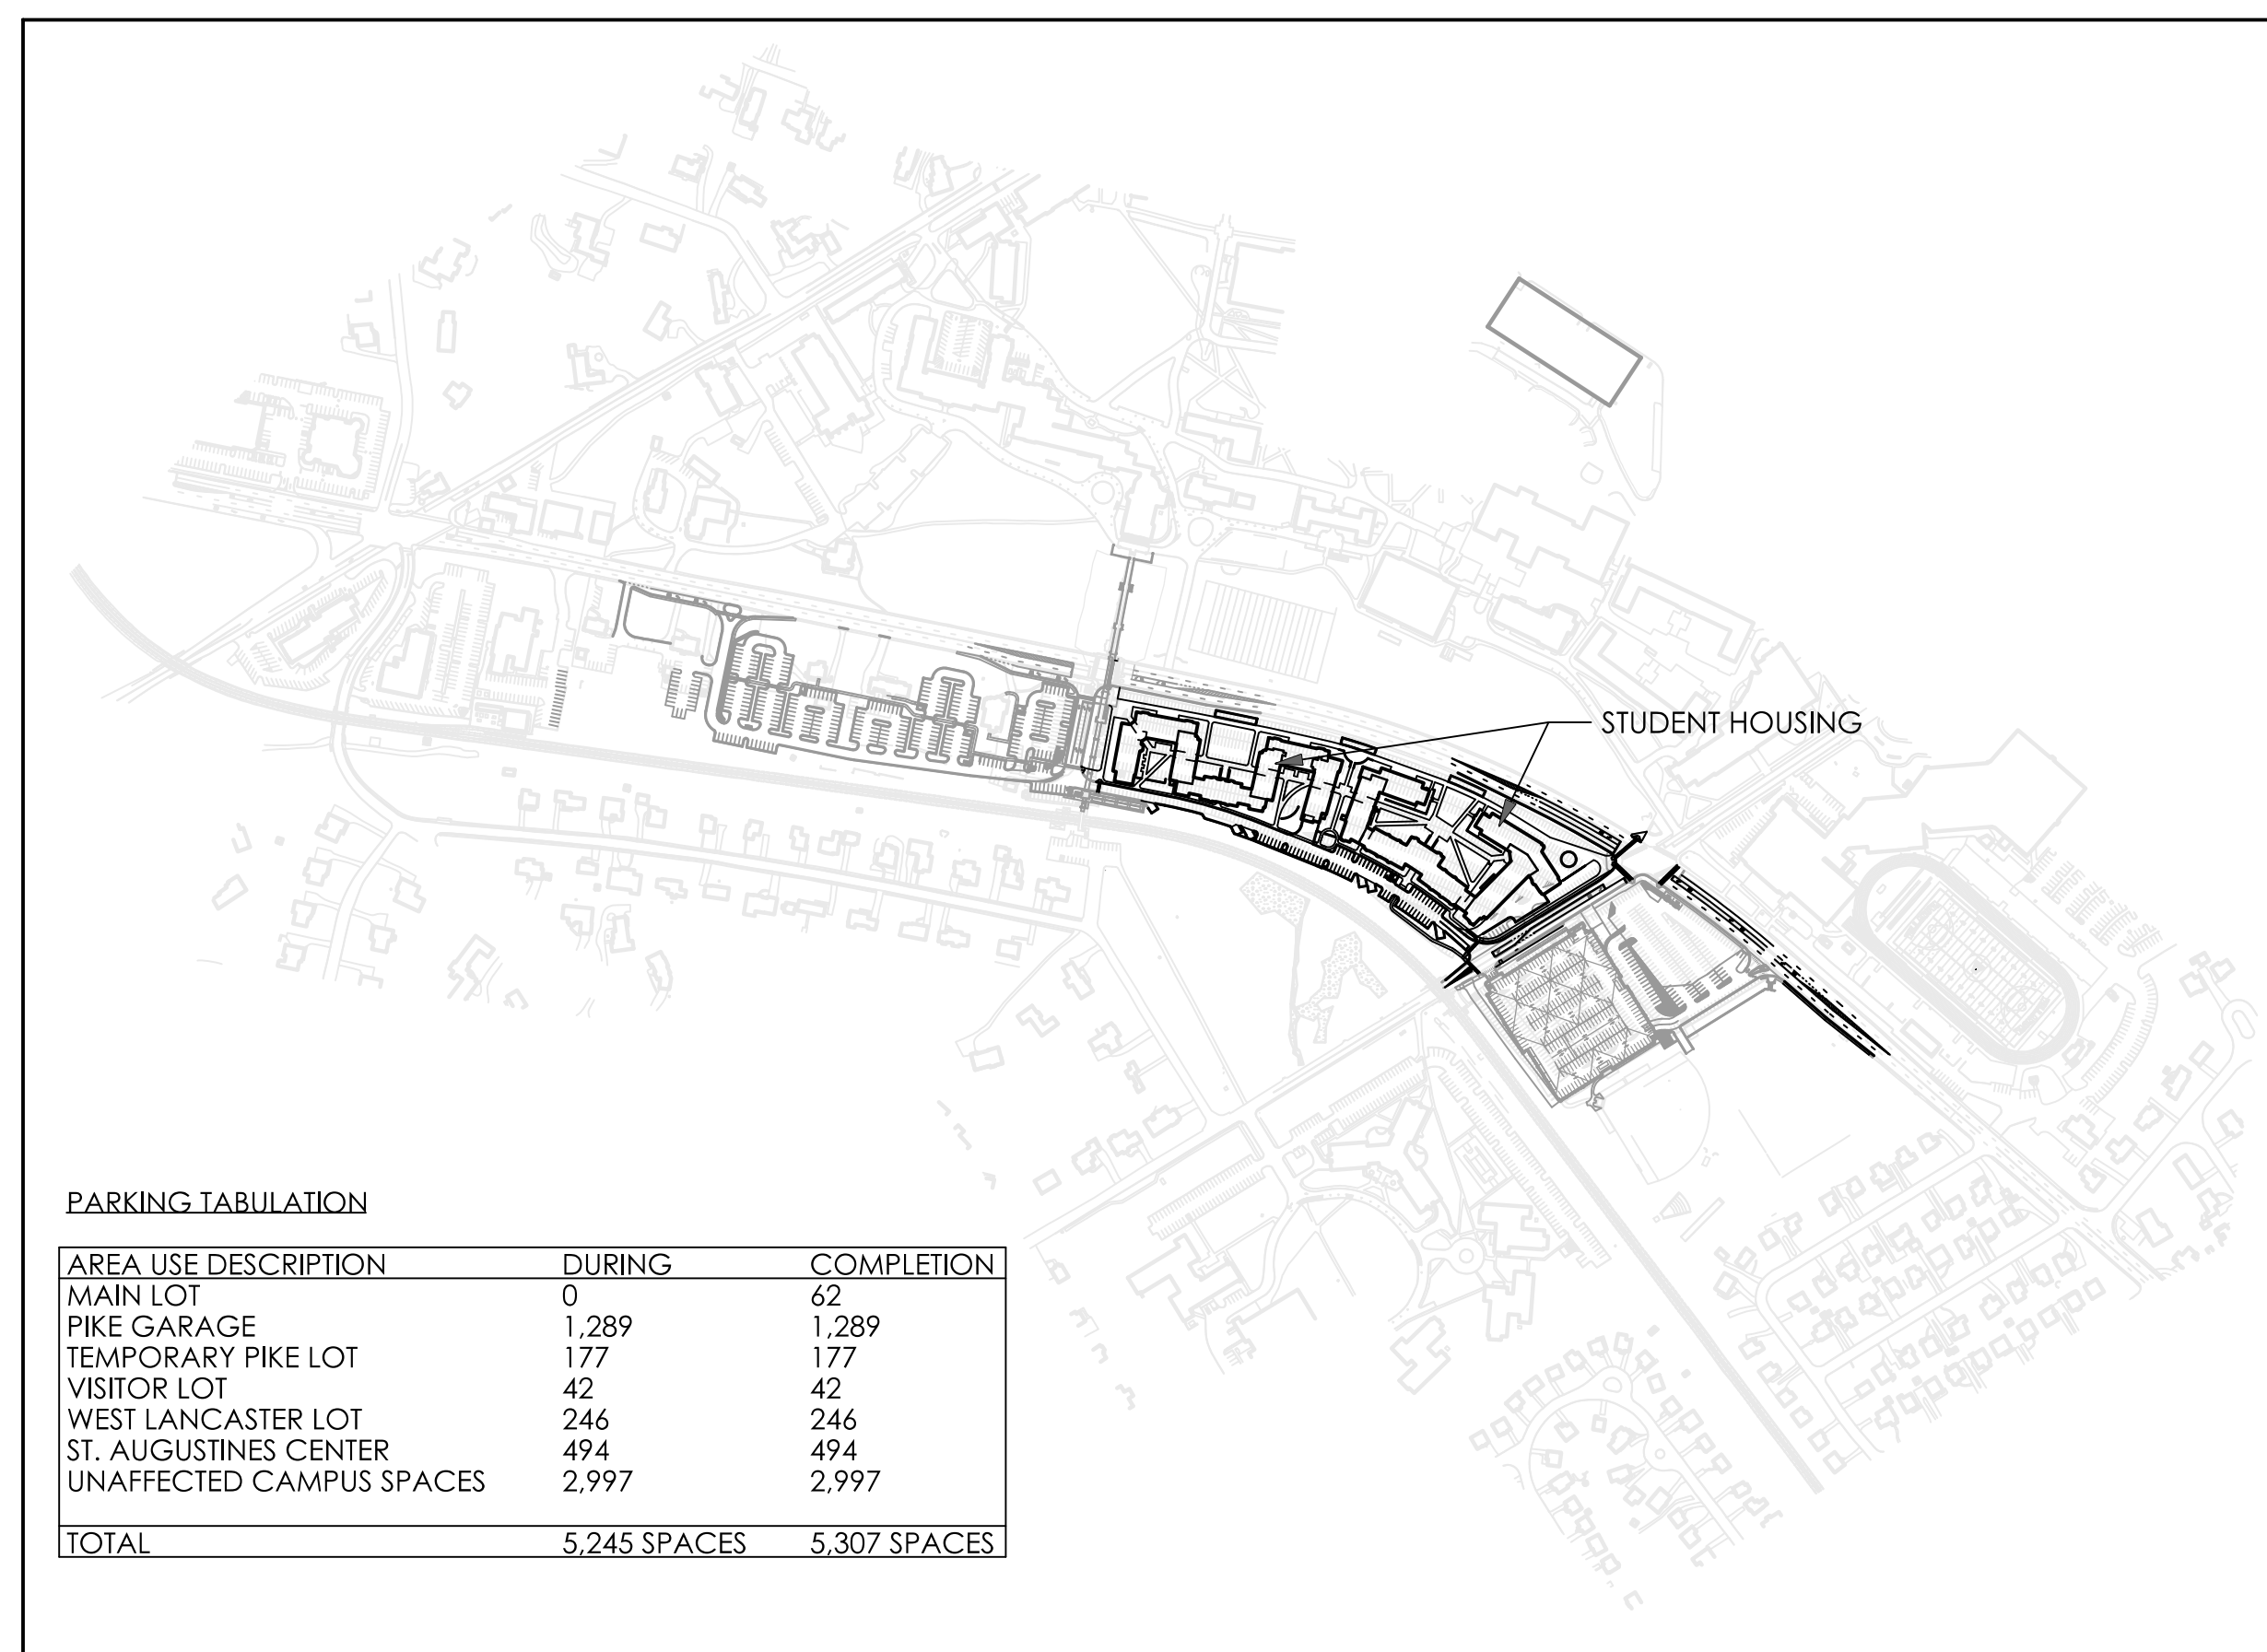 STUDENT HOUSING
PARKING TABULATION
AREA USE DESCRIPTION DURING COMPLETION
MAIN LOT 0 62
PIKE GARAGE 1,289 1,289
TEMPORARY PIKE LOT 177 177
VISITOR LOT 42 42
WEST LANCASTER LOT 246 246
ST. AUGUSTINES CENTER 494 494
UNAFFECTED CAMPUS SPACES 2,997 2,997
TOTAL 5,245 SPACES 5,307 SPACES